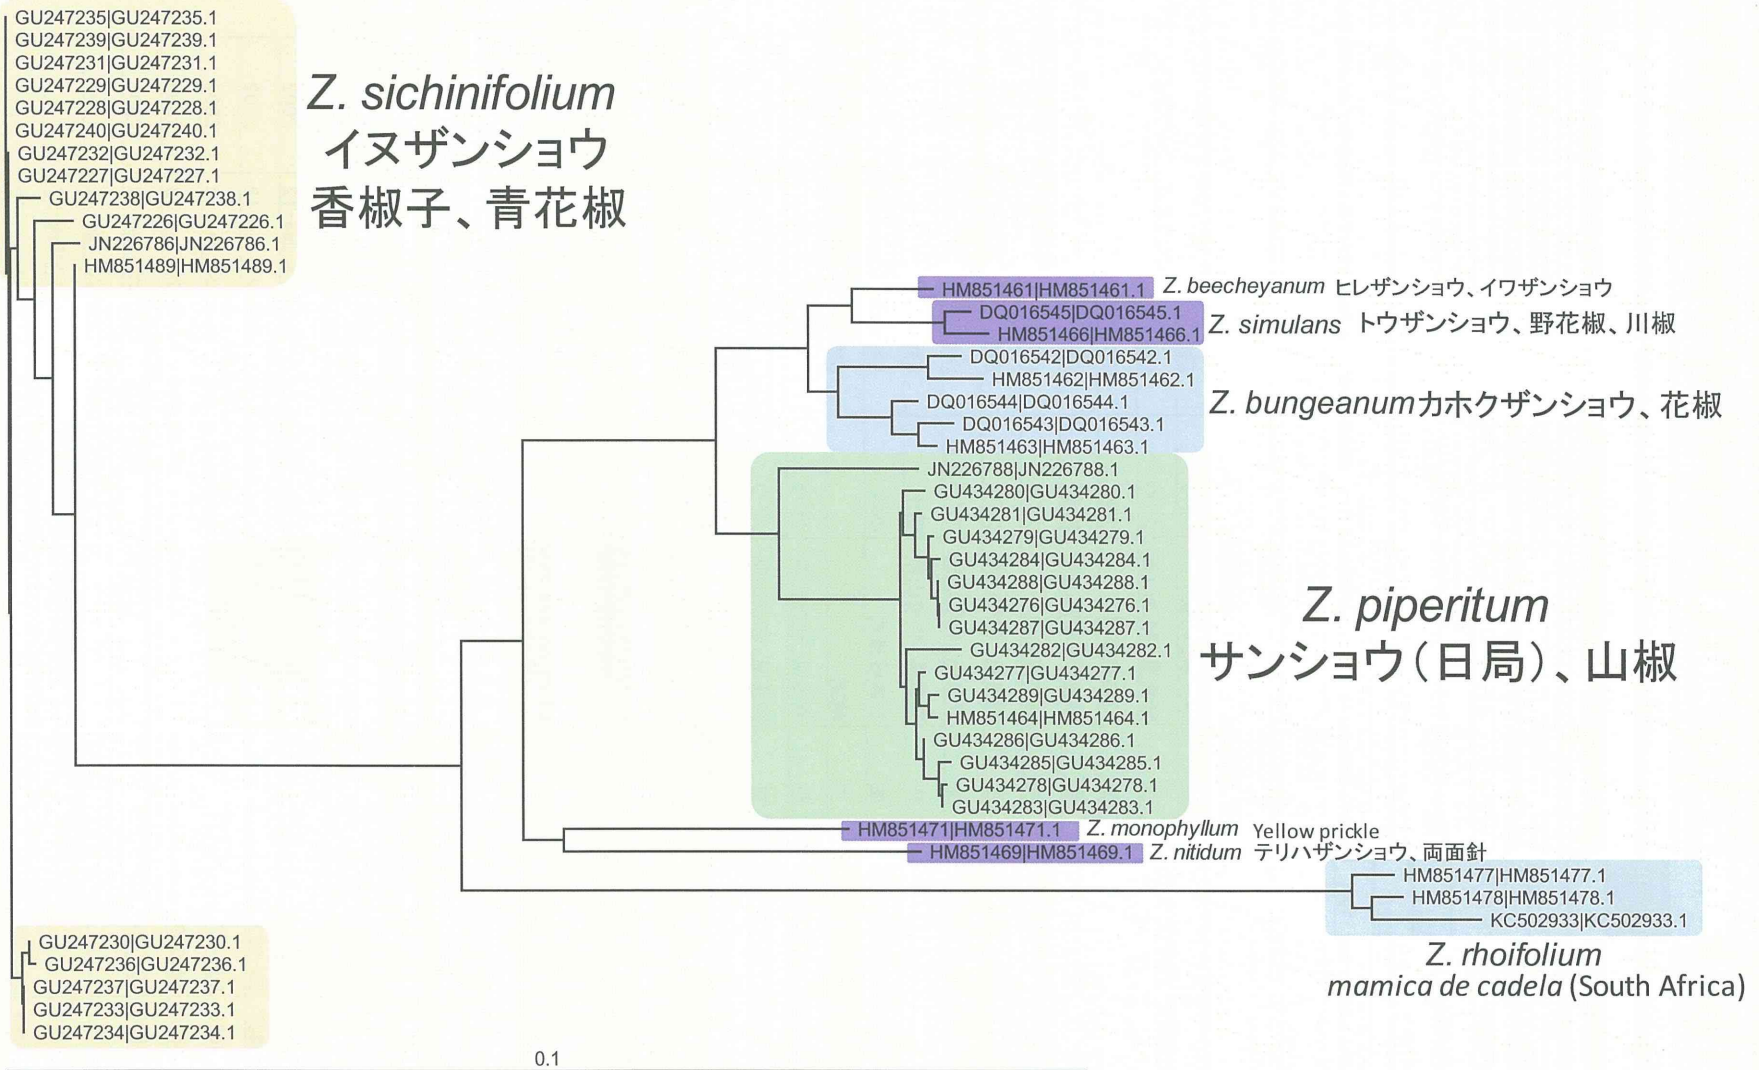 GU247235|GU247235.1
GU247239|GU247239.1
GU247231|GU247231.1
GU247229|GU247229.1
GU247228|GU247228.1
GU247240|GU247240.1
GU247232|GU247232.1
GU247227|GU247227.1
GU247238|GU247238.1
GU247226|GU247226.1
JN226786|JN226786.1
HM851489|HM851489.1
Z. sichinifolium
イヌザンショウ
香椒子、青花椒
HM851461|HM851461.1 Z. beecheyanum ヒレザンショウ、イワザンショウ
DQ016545|DQ016545.1
HM851466|HM851466.1
Z. simulans トウザンショウ、野花椒、川椒
DQ016542|DQ016542.1
HM851462|HM851462.1
DQ016544|DQ016544.1
DQ016543|DQ016543.1
HM851463|HM851463.1
Z. bungeanumカホクザンショウ、花椒
JN226788|JN226788.1
GU434280|GU434280.1
GU434281|GU434281.1
GU434279|GU434279.1
GU434284|GU434284.1
GU434288|GU434288.1
GU434276|GU434276.1
GU434287|GU434287.1
GU434282|GU434282.1
GU434277|GU434277.1
GU434289|GU434289.1
HM851464|HM851464.1
GU434286|GU434286.1
GU434285|GU434285.1
GU434278|GU434278.1
GU434283|GU434283.1
Z. piperitum
サンショウ（日局）、山椒
HM851471|HM851471.1 Z. monophyllum Yellow prickle
HM851469|HM851469.1 Z. nitidum テリハザンショウ、両面針
HM851477|HM851477.1
HM851478|HM851478.1
KC502933|KC502933.1
Z. rhoifolium
mamica de cadela (South Africa)
GU247230|GU247230.1
GU247236|GU247236.1
GU247237|GU247237.1
GU247233|GU247233.1
GU247234|GU247234.1
0.1